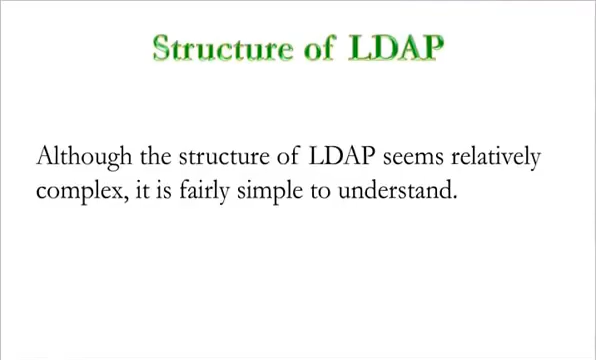 Structure of LDAP
Although the structure of LDAP seems relatively
complex, it is fairly simple to understand.